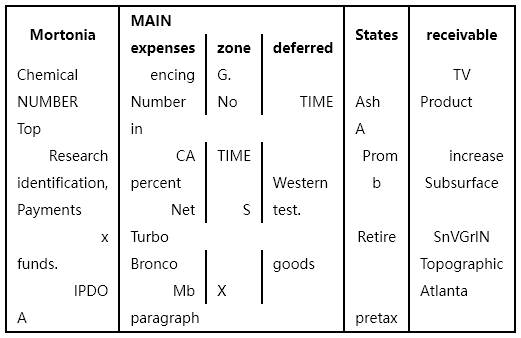 Mortonia MAIN States receivable
expenses zone deferred
Chemical encing G. TV
NUMBER Number No TIME Ash Product
Top in A
Research CA TIME Prom increase
identification, percent Western b Subsurface
Payments Net S test.
x Turbo Retire SnVGrIN
funds. Bronco goods Topographic
IPDO Mb X Atlanta
A paragraph pretax